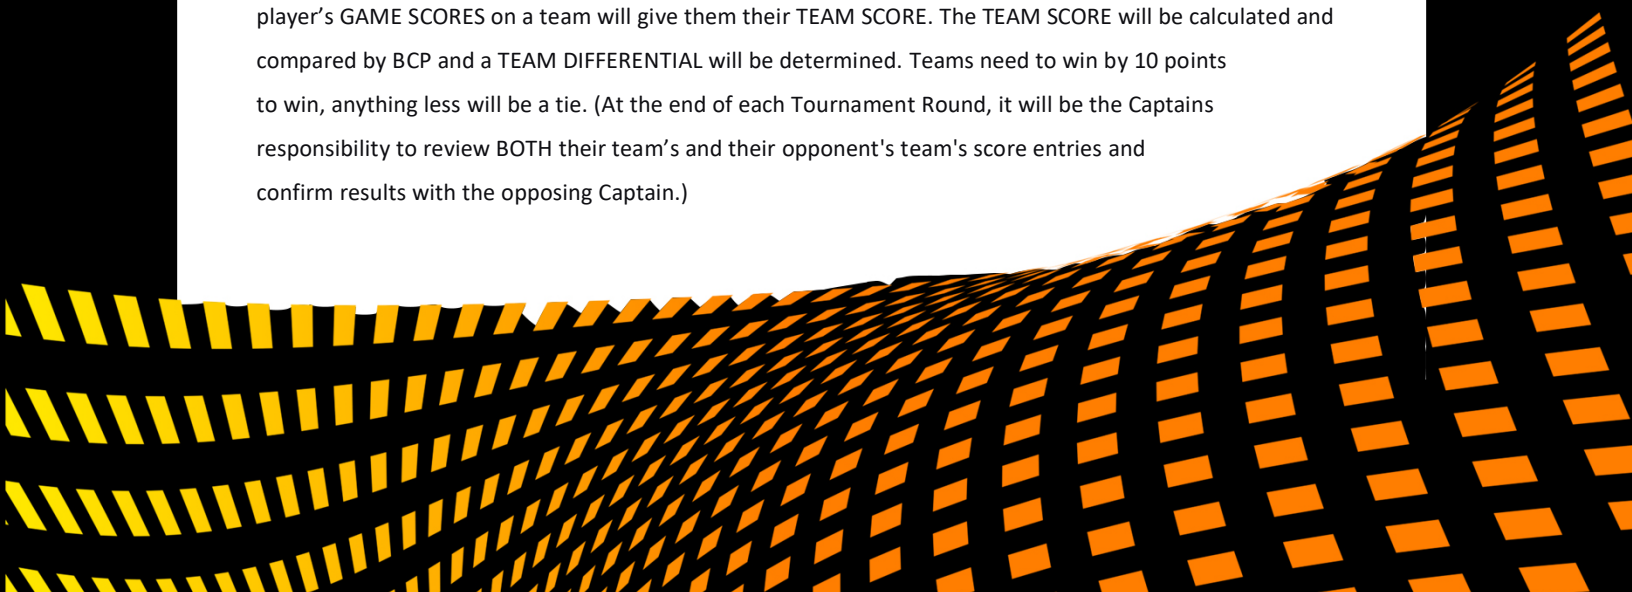 player’s GAME SCORES on a team will give them their TEAM SCORE. The TEAM SCORE will be calculated and
compared by BCP and a TEAM DIFFERENTIAL will be determined. Teams need to win by 10 points
to win, anything less will be a tie. (At the end of each Tournament Round, it will be the Captains
responsibility to review BOTH their team’s and their opponent's team's score entries and
confirm results with the opposing Captain.)